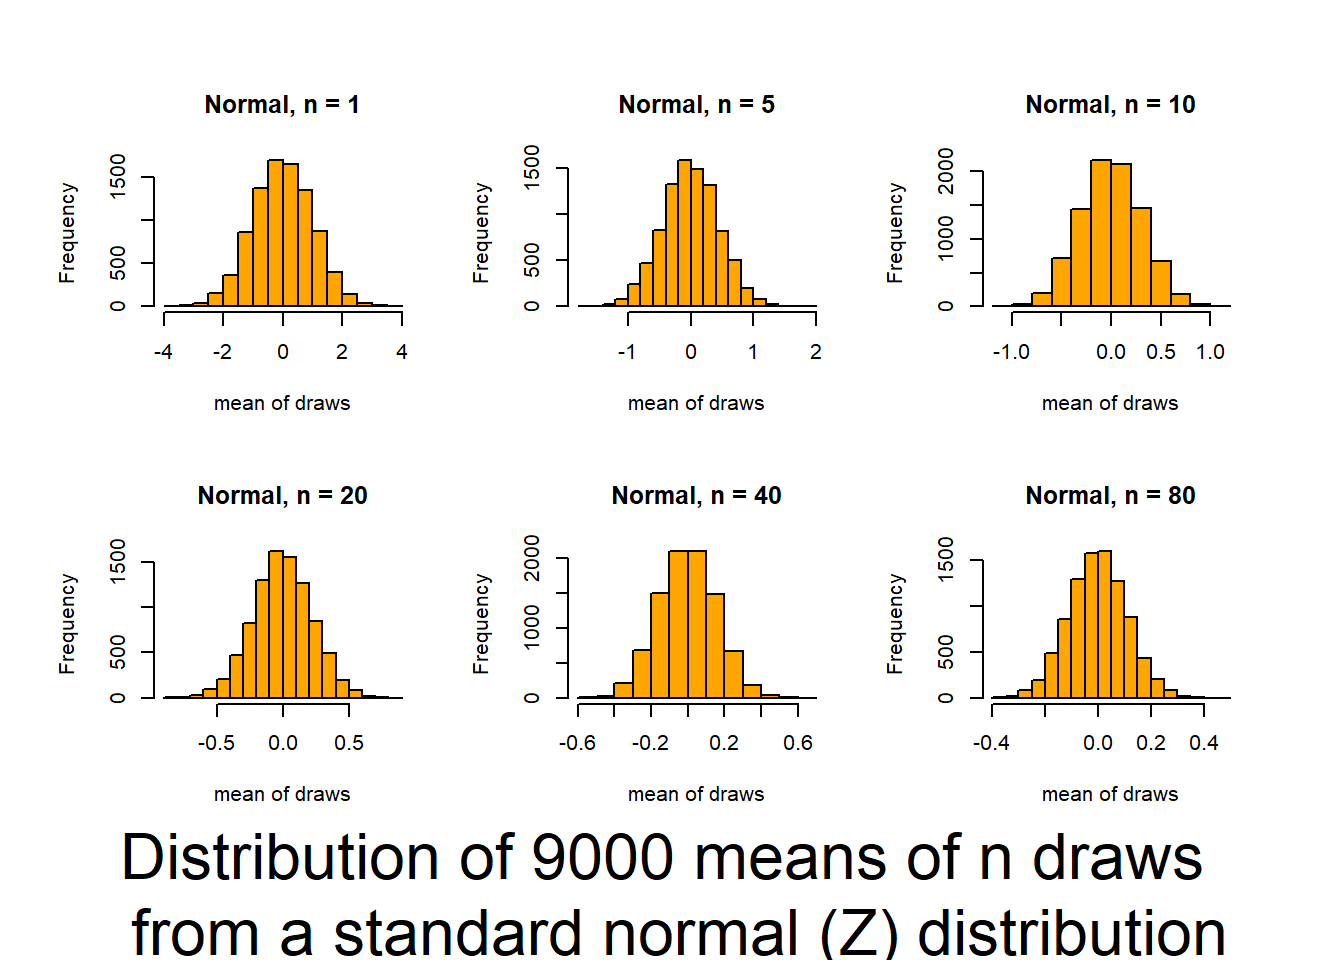 Normal, n = 1
Frequency
0 500 1500
-4 -2 0 2 4
mean of draws
Normal, n = 5
Frequency
0 500 1500
-1 0 1 2
mean of draws
Normal, n = 10
Frequency
0 1000 2000
-1.0 0.0 0.5 1.0
mean of draws
Normal, n = 20
Frequency
0 500 1500
-0.5 0.0 0.5
mean of draws
Normal, n = 40
Frequency
0 1000 2000
-0.6 -0.2 0.2 0.6
mean of draws
Normal, n = 80
Frequency
0 500 1500
-0.4 0.0 0.2 0.4
mean of draws
Distribution of 9000 means of n draws
from a standard normal (Z) distribution